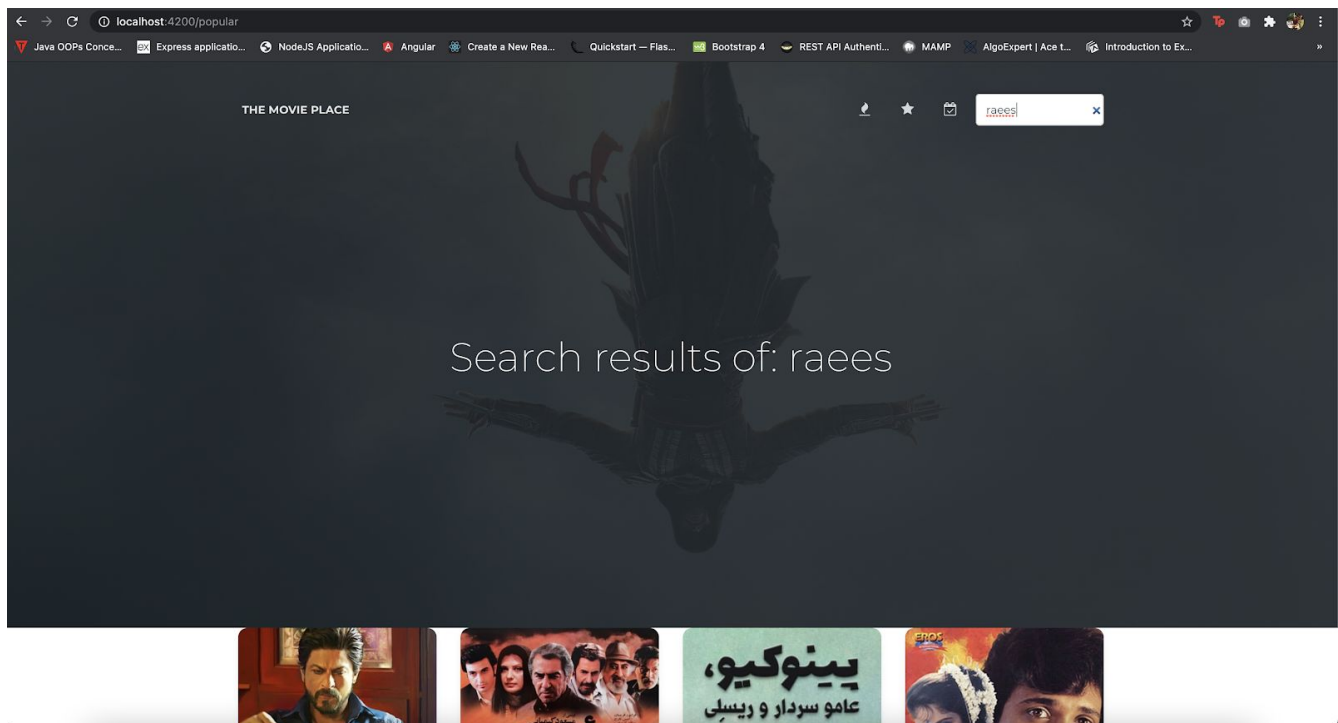 localhost:4200/popular
Java OOPs Conce... ex Express applicatio... NodeJS Applicatio... Angular Create a New Rea... Quickstart — Flas... Bootstrap 4 REST API Authenti... MAMP AlgoExpert | Ace t... Introduction to Ex... »
THE MOVIE PLACE
raees
Search results of: raees
EROS
پینوکیو،
عامو سردار و ریسلی